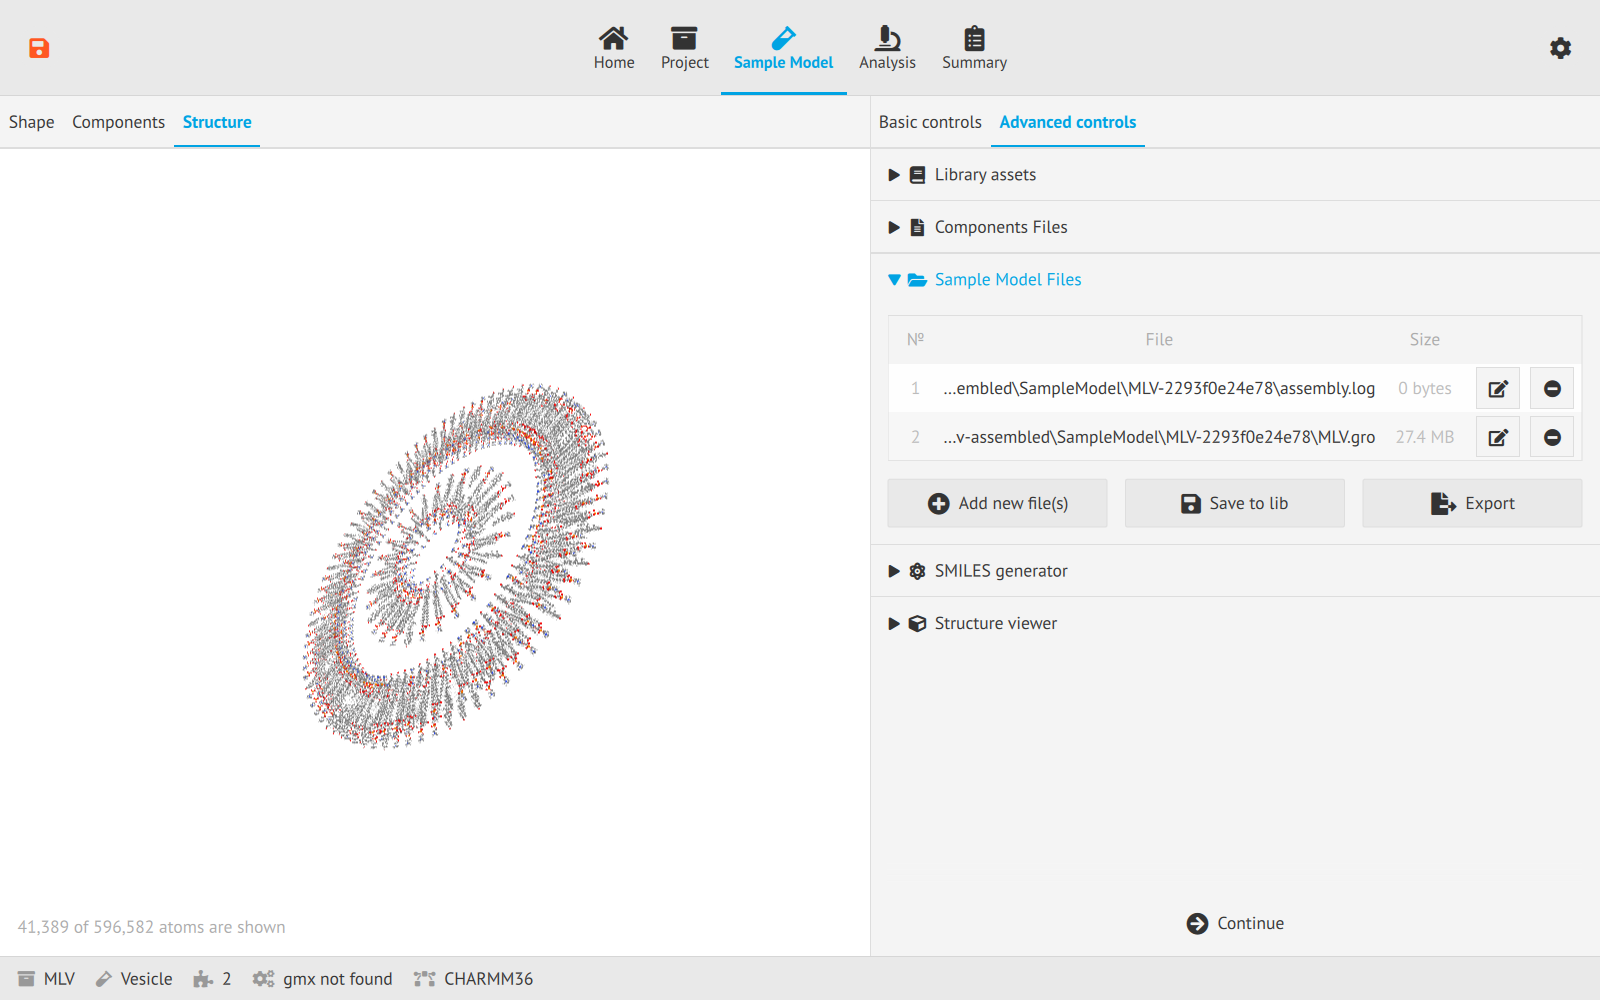 Home
Project
Sample Model
Analysis
Summary
Shape
Components
Structure
Basic controls
Advanced controls
Library assets
Components Files
Sample Model Files
№ File Size
1 ...embled\SampleModel\MLV-2293f0e24e78\assembly.log 0 bytes
2 ...v-assembled\SampleModel\MLV-2293f0e24e78\MLV.gro 27.4 MB
Add new file(s)
Save to lib
Export
SMILES generator
Structure viewer
41,389 of 596,582 atoms are shown
Continue
MLV
Vesicle
2
gmx not found
CHARMM36